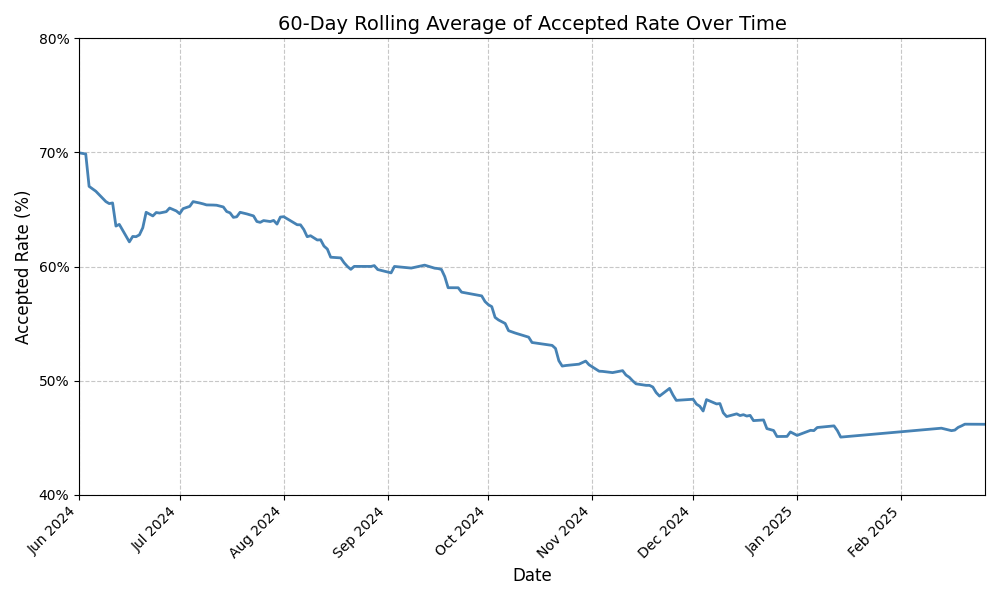 60-Day Rolling Average of Accepted Rate Over Time
80%
70%
60%
50%
40%
Accepted Rate (%)
Jun 2024
Jul 2024
Aug 2024
Sep 2024
Oct 2024
Nov 2024
Dec 2024
Jan 2025
Feb 2025
Date